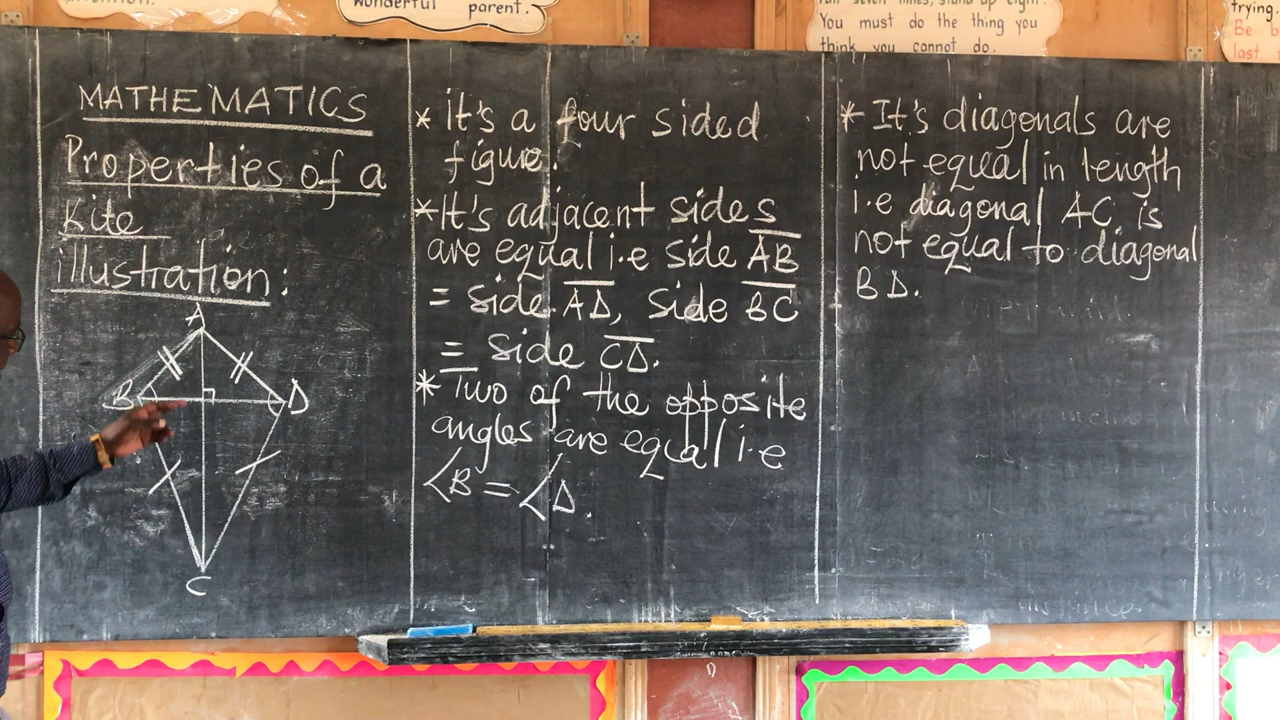 wonderful parent.
You must do the thing you
think you cannot do.
trying.
Be b
last
MATHEMATICS
Properties of a
Kite
illustration:
A
B
D
C
* it's a four sided
figure.
* It's adjacent sides
are equal i.e side AB
= side AD, side BC
= side CD.
* Two of the opposite
angles are equal i.e
<B = <D.
* It's diagonals are
not equal in length
i.e diagonal AC is
not equal to diagonal
BD.